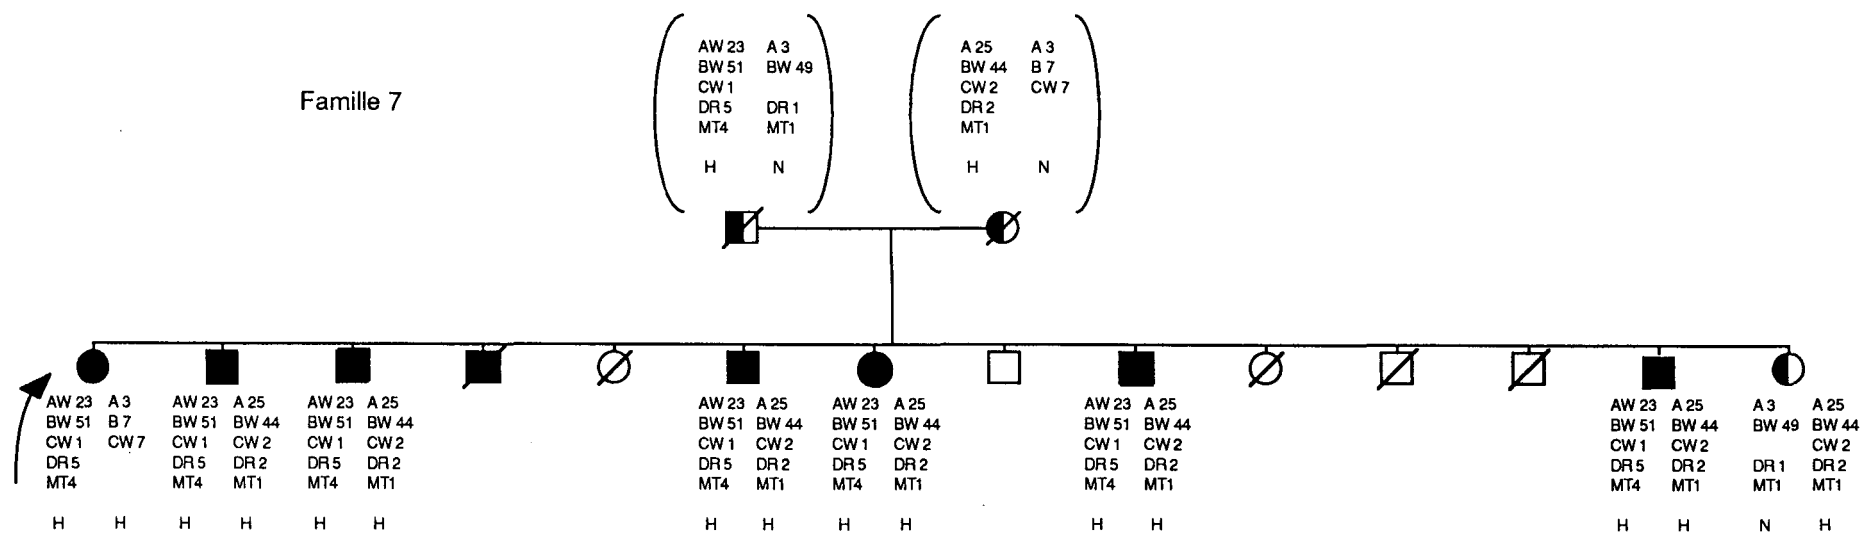 Famille 7
AW 23 A 3 A 25 A 3
BW 51 BW 49 BW 44 B 7
CW 1 CW 2 CW 7
DR 5 DR 1 DR 2
MT4 MT1 MT1
H N H N
AW 23 A 3 AW 23 A 25 AW 23 A 25 AW 23 A 25 AW 23 A 25 AW 23 A 25 AW 23 A 25 A 3 A 25
BW 51 B 7 BW 51 BW 44 BW 51 BW 44 BW 51 BW 44 BW 51 BW 44 BW 51 BW 44 BW 51 BW 44 BW 49 BW 44
CW 1 CW 7 CW 1 CW 2 CW 1 CW 2 CW 1 CW 2 CW 1 CW 2 CW 1 CW 2 CW 1 CW 2 CW 2
DR 5 DR 5 DR 2 DR 5 DR 2 DR 5 DR 2 DR 5 DR 2 DR 5 DR 2 DR 5 DR 2 DR 1 DR 2
MT4 MT4 MT1 MT4 MT1 MT4 MT1 MT4 MT1 MT4 MT1 MT4 MT1 MT1 MT1
H H H H H H H H H H H H H H N H